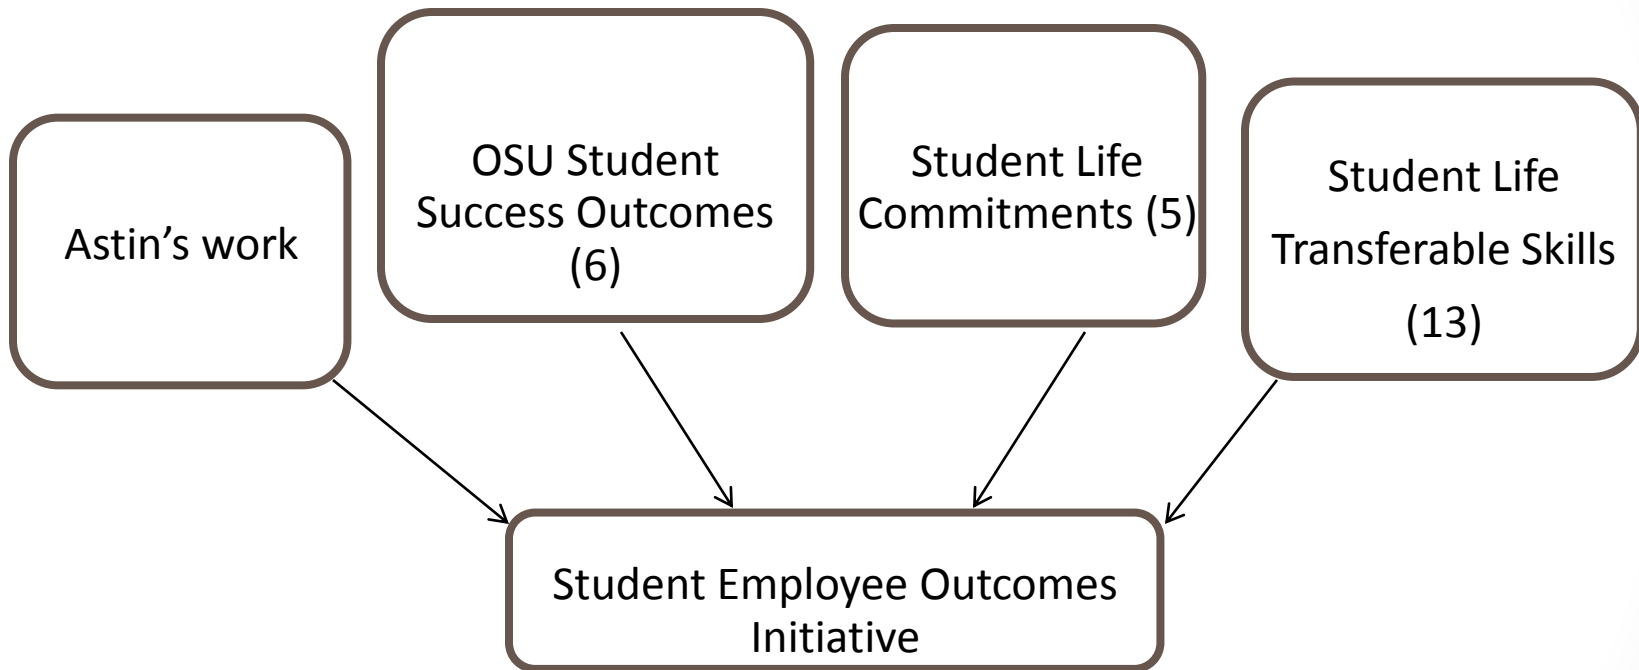 Astin’s work
OSU Student
Success Outcomes
(6)
Student Life
Commitments (5)
Student Life
Transferable Skills
(13)
Student Employee Outcomes
Initiative